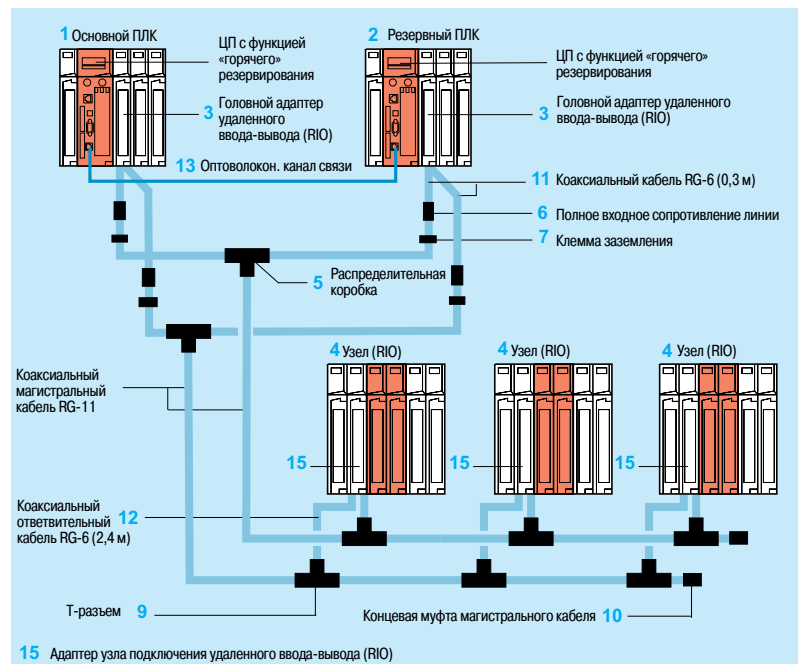 1 Основной ПЛК
ЦП с функцией
«горячего»
резервирования
3 Головной адаптер
удаленного
ввода-вывода (RIO)
2 Резервный ПЛК
ЦП с функцией «горячего»
резервирования
3 Головной адаптер удаленного
ввода-вывода (RIO)
13 Оптоволокон. канал связи
11 Коаксиальный кабель RG-6 (0,3 м)
6 Полное входное сопротивление линии
7 Клемма заземления
5 Распределительная
коробка
4 Узел (RIO)
4 Узел (RIO)
4 Узел (RIO)
Коаксиальный
магистральный
кабель RG-11
15
15
15
Коаксиальный
ответвительный 12
кабель RG-6 (2,4 м)
Т-разъем 9
Концевая муфта магистрального кабеля 10
15 Адаптер узла подключения удаленного ввода-вывода (RIO)